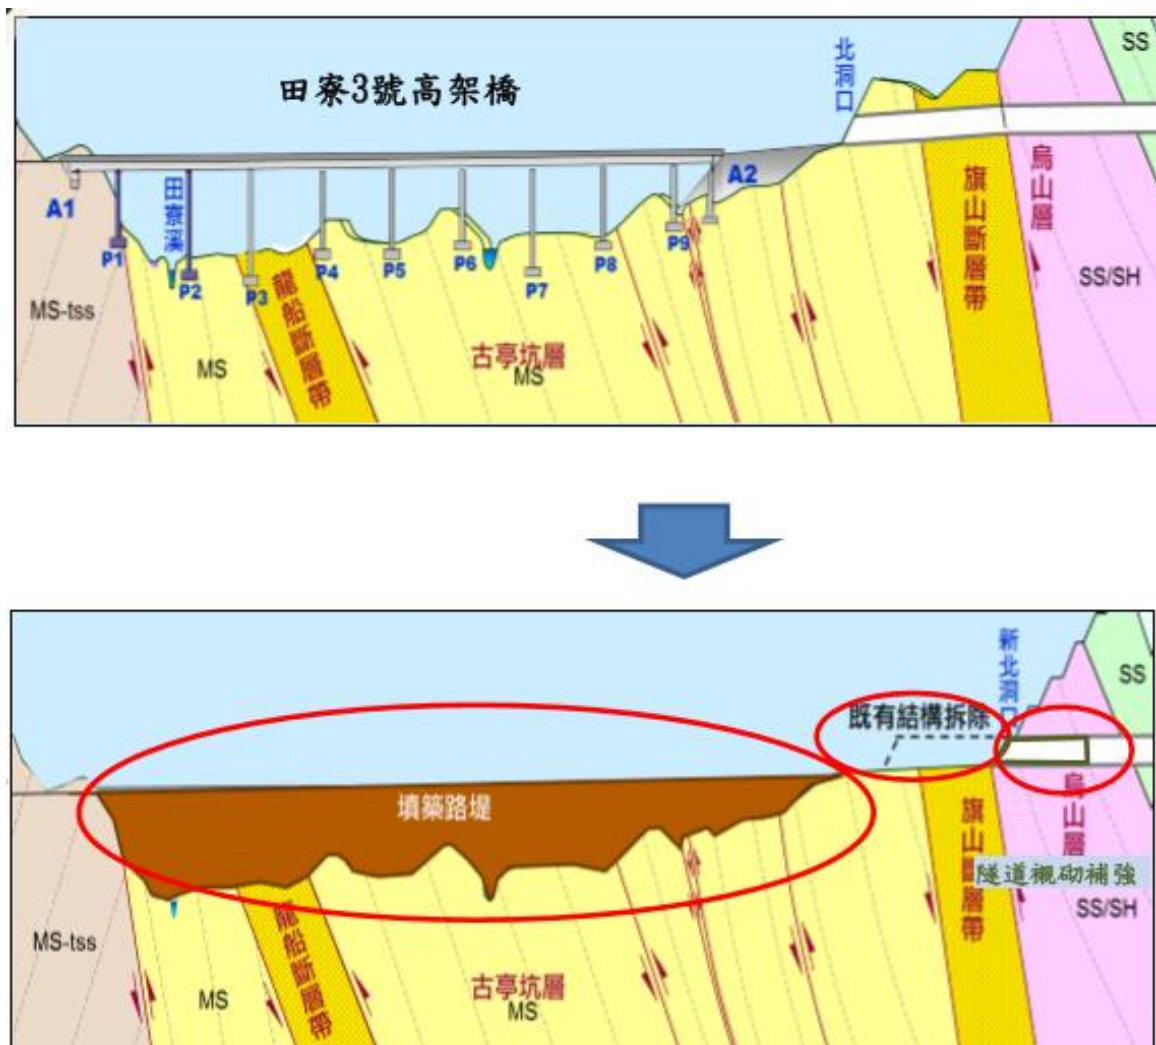 田寮3號高架橋
北洞口
SS
烏山層
A1
田寮溪
A2
旗山斷層帶
P1
P2
P3
P4
P5
P6
P7
P8
P9
SS/SH
MS-tss
龍船斷層帶
MS
古亭坑層
MS
新北洞口
SS
既有結構拆除
填築路堤
烏山層
旗山斷層帶
隧道襯砌補強
SS/SH
MS-tss
龍船斷層帶
MS
古亭坑層
MS